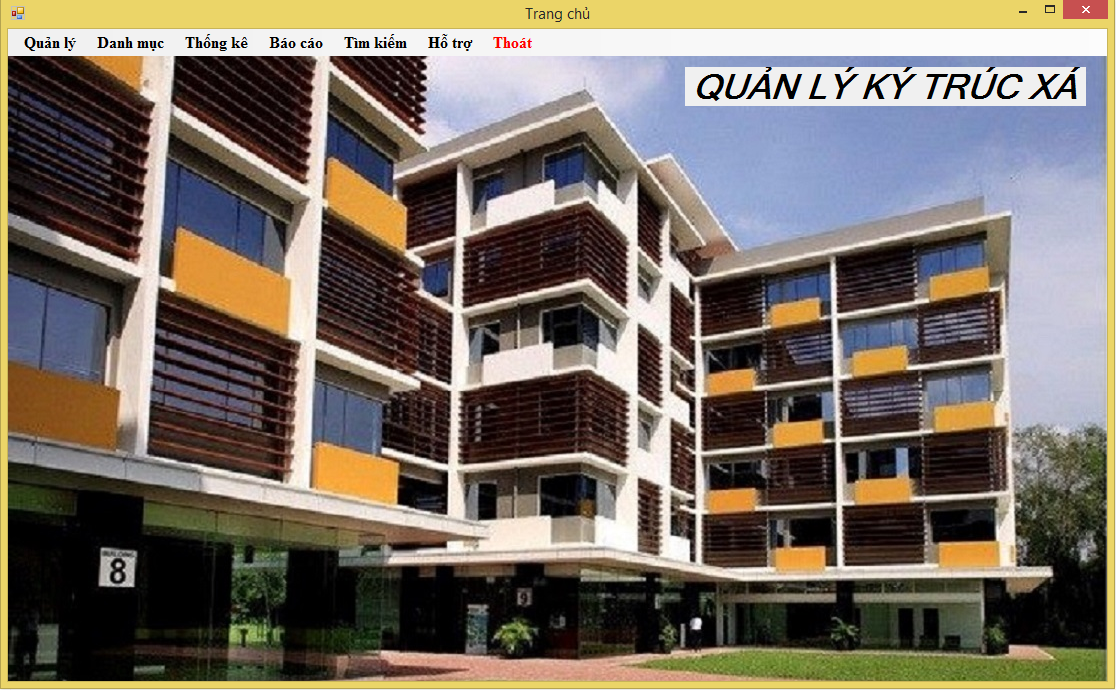 Trang chủ
Quản lý Danh mục Thống kê Báo cáo Tìm kiếm Hỗ trợ Thoát
QUẢN LÝ KÝ TRÚC XÁ
BUILDING
8
9